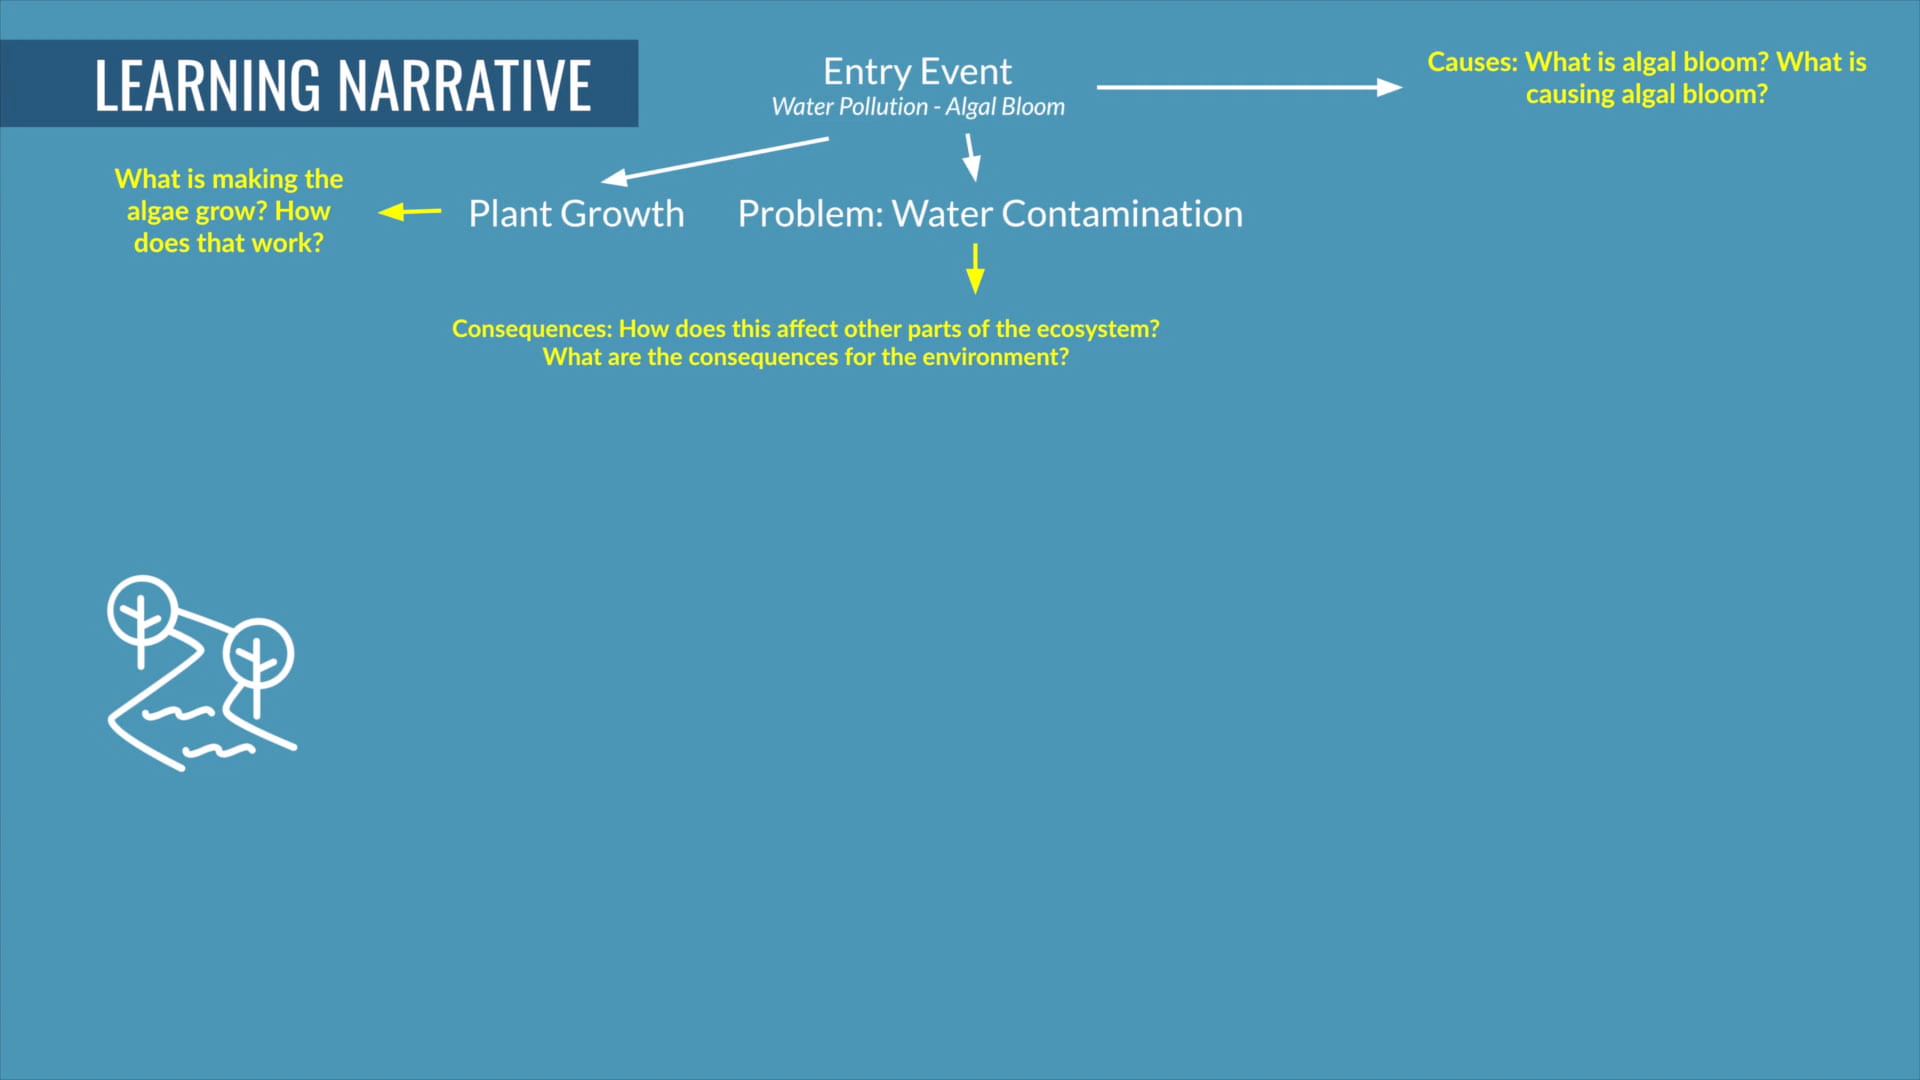 LEARNING NARRATIVE
Entry Event
Water Pollution - Algal Bloom
Causes: What is algal bloom? What is
causing algal bloom?
What is making the
algae grow? How
does that work?
Plant Growth
Problem: Water Contamination
Consequences: How does this affect other parts of the ecosystem?
What are the consequences for the environment?